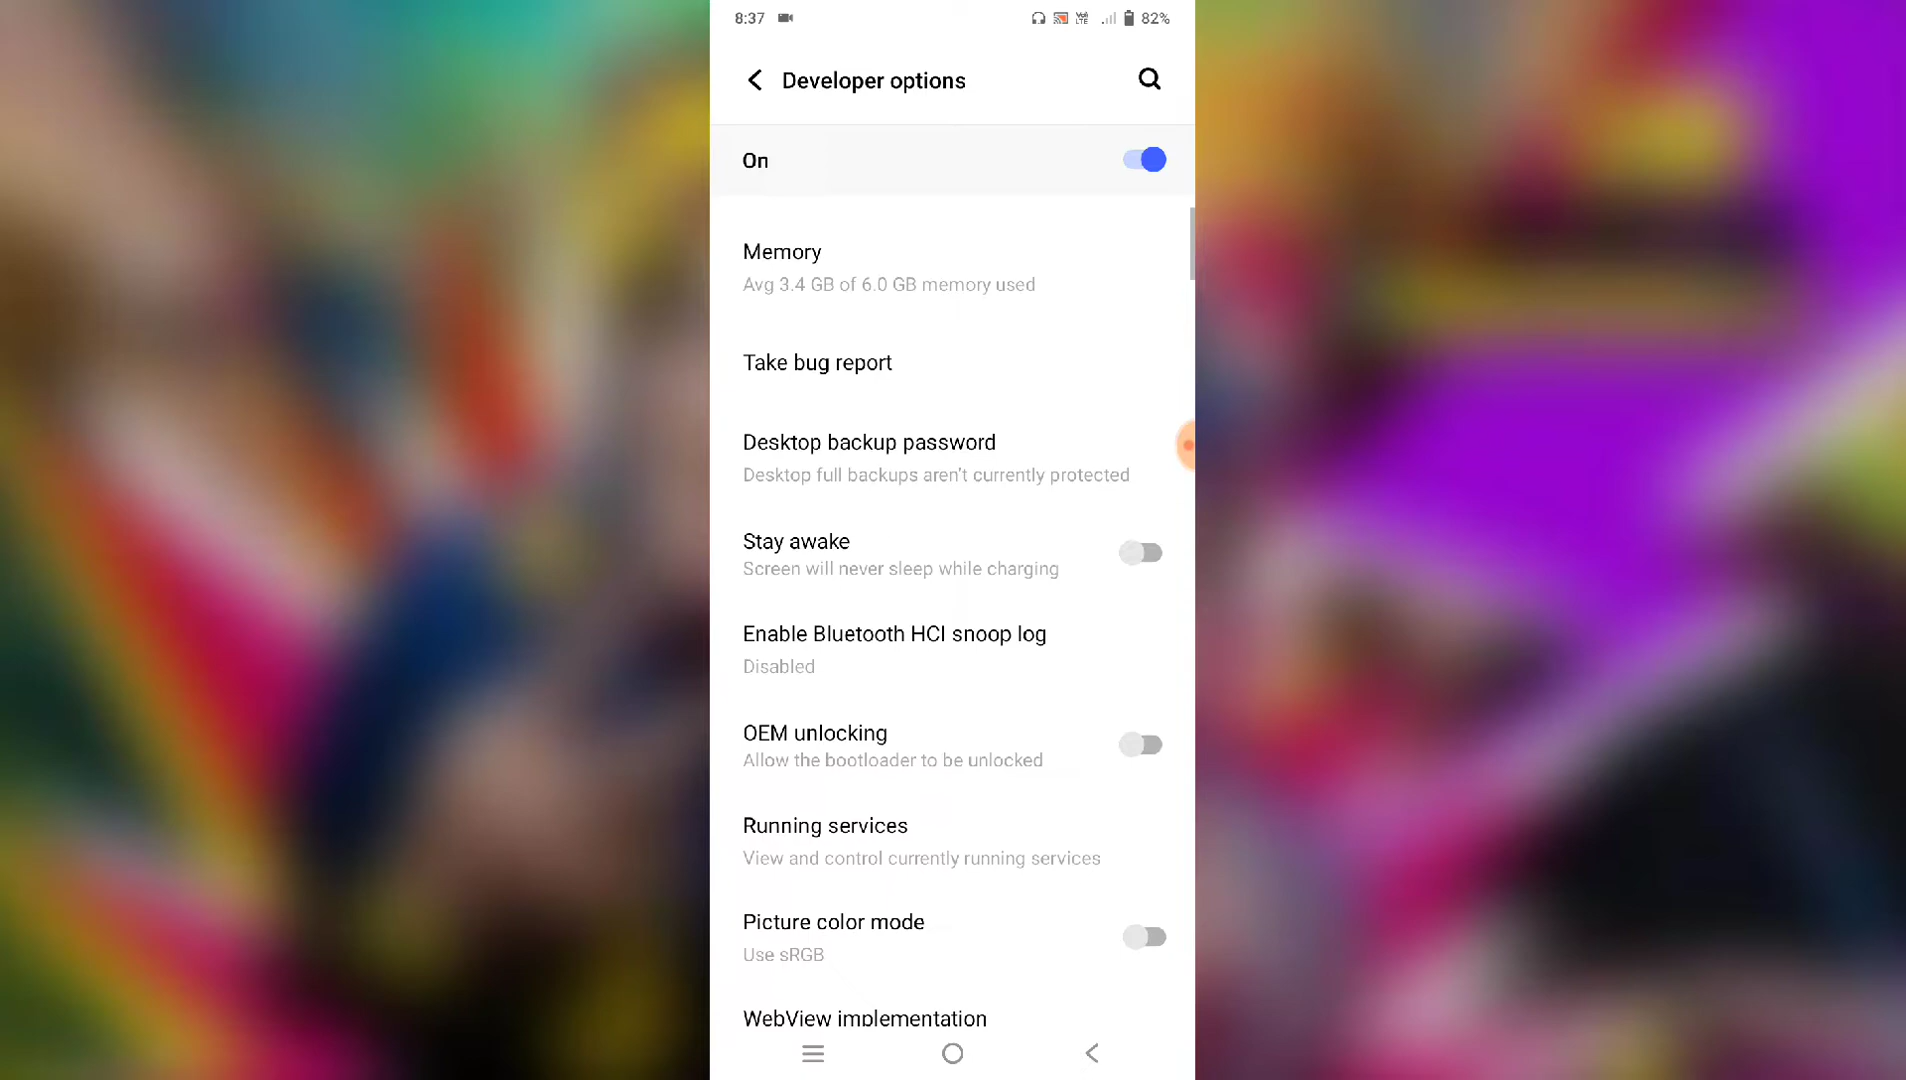 8:37
VoLTE 82%
Developer options
On
Memory
Avg 3.4 GB of 6.0 GB memory used
Take bug report
Desktop backup password
Desktop full backups aren't currently protected
Stay awake
Screen will never sleep while charging
Enable Bluetooth HCI snoop log
Disabled
OEM unlocking
Allow the bootloader to be unlocked
Running services
View and control currently running services
Picture color mode
Use sRGB
WebView implementation